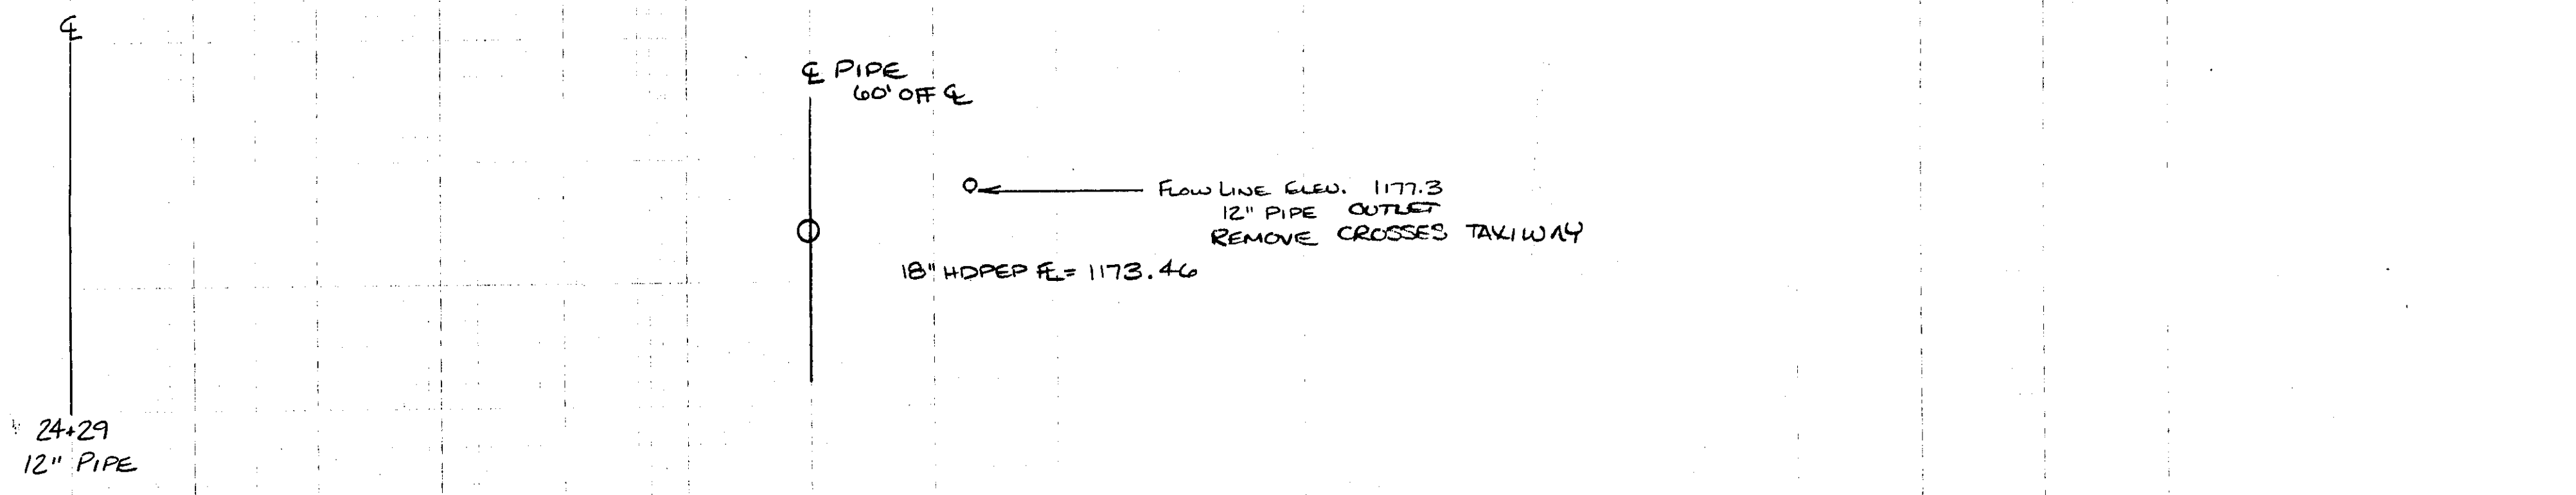 ℄
℄ PIPE
60' OFF ℄
FLOW LINE ELEV. 1177.3
12" PIPE OUTLET
REMOVE CROSSES TAXIWAY
18" HDPEP FL = 1173.46
24+29
12" PIPE